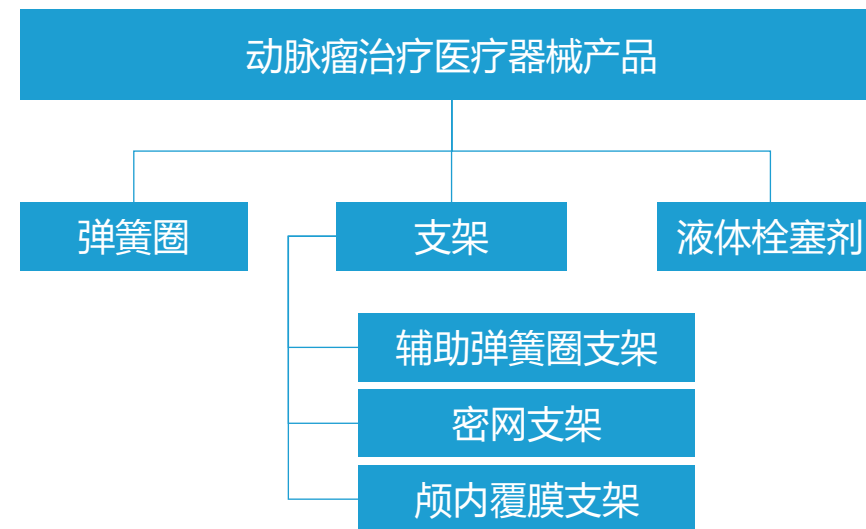 动脉瘤治疗医疗器械产品
弹簧圈
支架
液体栓塞剂
辅助弹簧圈支架
密网支架
颅内覆膜支架